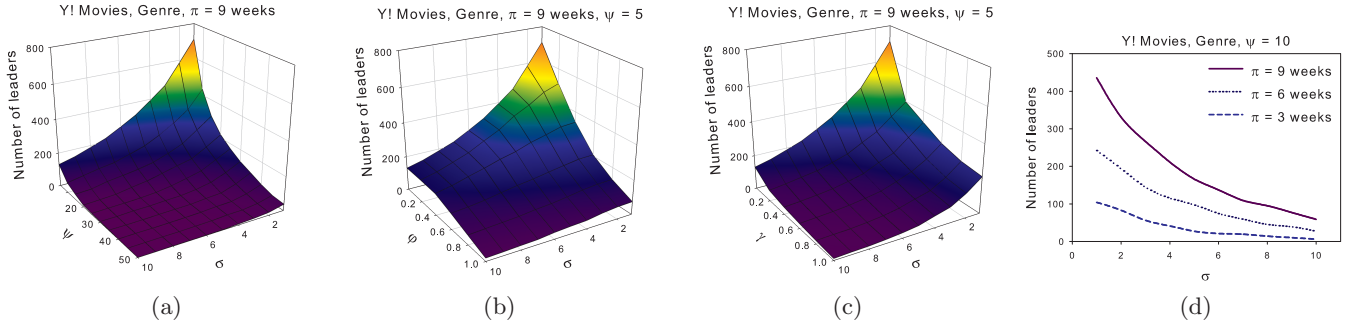 Y! Movies, Genre, π = 9 weeks
Number of leaders
800
600
400
200
0
20
30
40
50
ψ
10
8
6
4
2
σ
(a)
Y! Movies, Genre, π = 9 weeks, ψ = 5
Number of leaders
800
600
400
200
0
0.2
0.4
0.6
0.8
1.0
φ
10
8
6
4
2
σ
(b)
Y! Movies, Genre, π = 9 weeks, ψ = 5
Number of leaders
800
600
400
200
0
0.2
0.4
0.6
0.8
1.0
γ
10
8
6
4
2
σ
(c)
Y! Movies, Genre, ψ = 10
Number of leaders
500
400
300
200
100
0
π = 9 weeks
π = 6 weeks
π = 3 weeks
0 2 4 6 8 10
σ
(d)